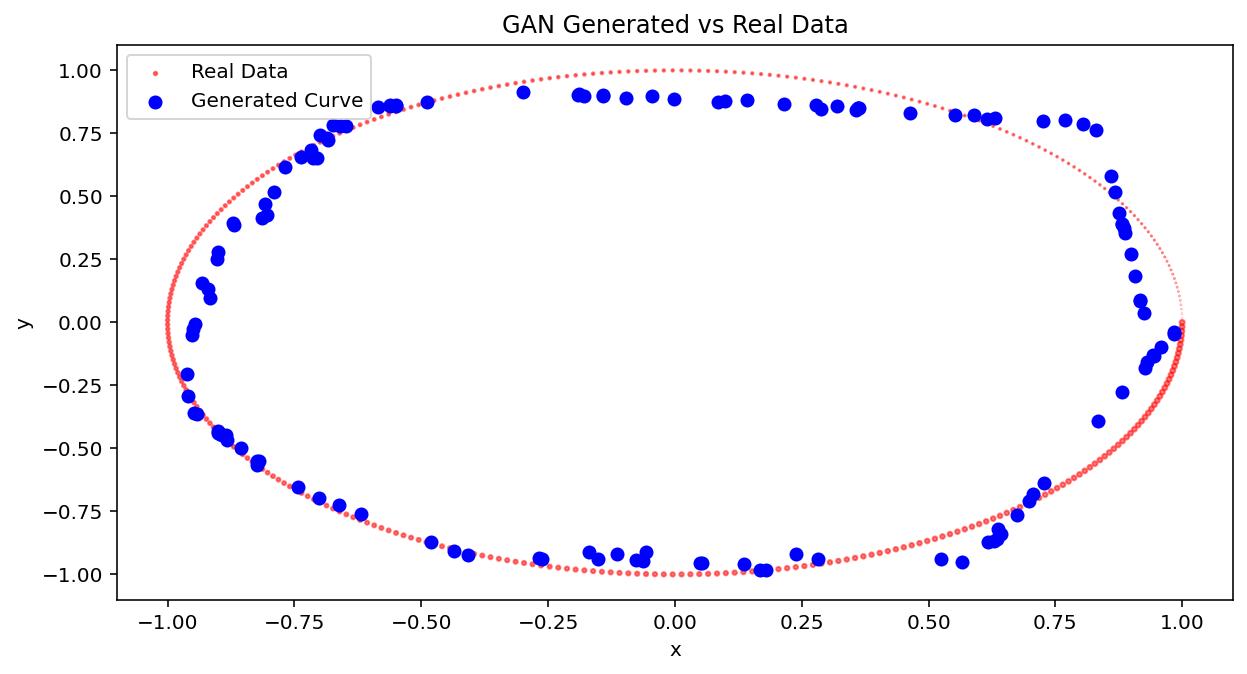 GAN Generated vs Real Data
Real Data
Generated Curve
1.00
0.75
0.50
0.25
0.00
−0.25
−0.50
−0.75
−1.00
y
−1.00 −0.75 −0.50 −0.25 0.00 0.25 0.50 0.75 1.00
x